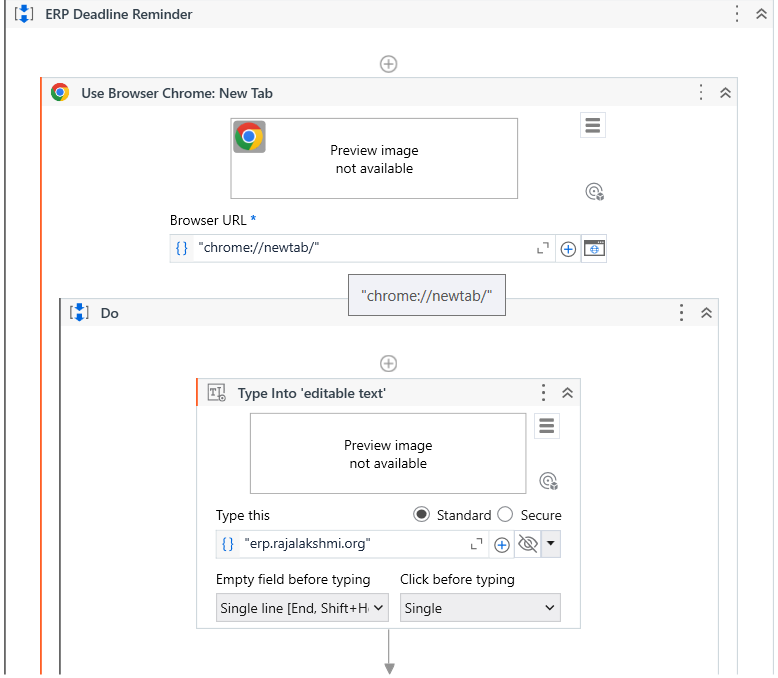 ERP Deadline Reminder
Use Browser Chrome: New Tab
Preview image
not available
Browser URL *
"chrome://newtab/"
"chrome://newtab/"
Do
Type Into 'editable text'
Preview image
not available
Type this
Standard
Secure
"erp.rajalakshmi.org"
Empty field before typing
Click before typing
Single line [End, Shift+H
Single